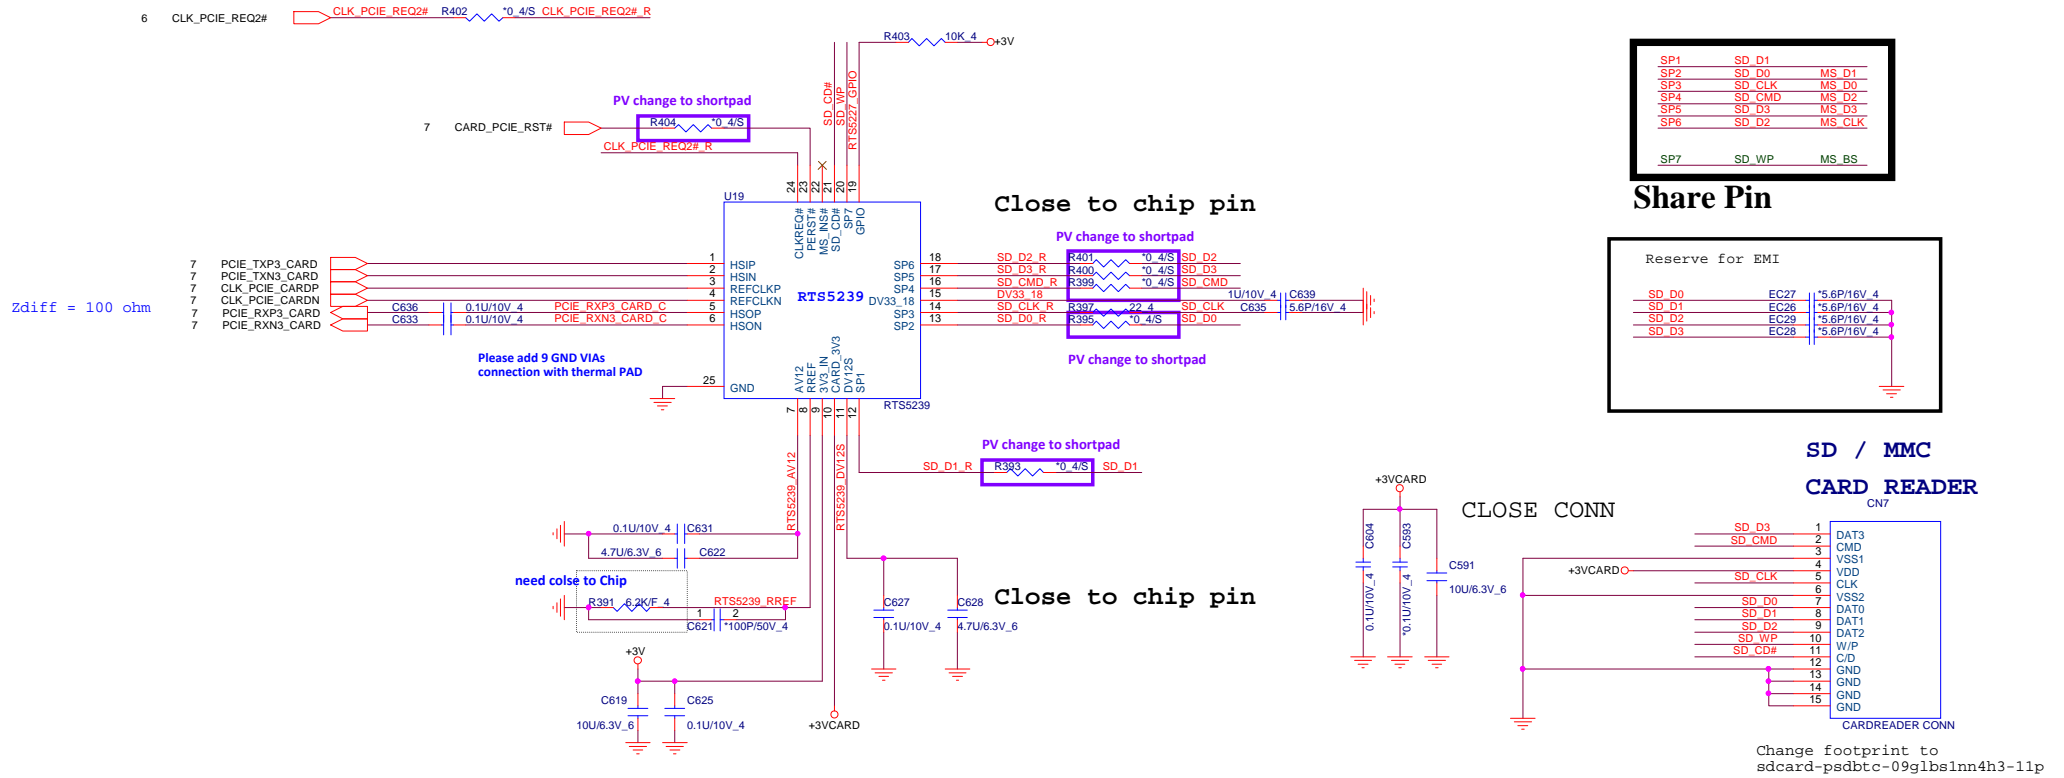 6 CLK_PCIE_REQ2# CLK_PCIE_REQ2# R402 *0_4/S CLK_PCIE_REQ2#_R
R403 10K_4 +3V
SD_CD#
SD_WP
RTS5227_GPIO
PV change to shortpad
7 CARD_PCIE_RST# R404 *0_4/S
CLK_PCIE_REQ2#_R
24 23 22 21 20 19
U19
CLKREQ#
PERST#
MS_INS#
SD_CD#
SP7
GPIO
Close to chip pin
PV change to shortpad
7 PCIE_TXP3_CARD 1 HSIP
7 PCIE_TXN3_CARD 2 HSIN
7 CLK_PCIE_CARDP 3 REFCLKP
7 CLK_PCIE_CARDN 4 REFCLKN
7 PCIE_RXP3_CARD C636 0.1U/10V_4 PCIE_RXP3_CARD_C 5 HSOP
7 PCIE_RXN3_CARD C633 0.1U/10V_4 PCIE_RXN3_CARD_C 6 HSON
Zdiff = 100 ohm
RTS5239
SP6 18 SD_D2_R R401 *0_4/S SD_D2
SP5 17 SD_D3_R R400 *0_4/S SD_D3
SP4 16 SD_CMD_R R399 *0_4/S SD_CMD
DV33_18 15 DV33_18 1U/10V_4 C639
SP3 14 SD_CLK_R R397 22_4 SD_CLK C635 5.6P/16V_4
SP2 13 SD_D0_R R395 *0_4/S SD_D0
PV change to shortpad
Please add 9 GND VIAs
connection with thermal PAD
25 GND
AV12
RREF
3V3_IN
CARD_3V3
DV12S
SP1
RTS5239
7 8 9 10 11 12
RTS5239_AV12
RTS5239_DV12S
PV change to shortpad
SD_D1_R R393 *0_4/S SD_D1
0.1U/10V_4 C631
4.7U/6.3V_6 C622
need colse to Chip
R391 6.2K/F_4 RTS5239_RREF
1 2
C621 *100P/50V_4
C627
0.1U/10V_4
C628
4.7U/6.3V_6
Close to chip pin
+3V
C619
10U/6.3V_6
C625
0.1U/10V_4
+3VCARD
SP1 SD_D1
SP2 SD_D0 MS_D1
SP3 SD_CLK MS_D0
SP4 SD_CMD MS_D2
SP5 SD_D3 MS_D3
SP6 SD_D2 MS_CLK
SP7 SD_WP MS_BS
Share Pin
Reserve for EMI
SD_D0 EC27 *5.6P/16V_4
SD_D1 EC26 *5.6P/16V_4
SD_D2 EC29 *5.6P/16V_4
SD_D3 EC28 *5.6P/16V_4
SD / MMC
CARD READER
+3VCARD
CLOSE CONN
C604
0.1U/10V_4
C593
*0.1U/10V_4
C591
10U/6.3V_6
CN7
SD_D3 1 DAT3
SD_CMD 2 CMD
3 VSS1
+3VCARD 4 VDD
SD_CLK 5 CLK
6 VSS2
SD_D0 7 DAT0
SD_D1 8 DAT1
SD_D2 9 DAT2
SD_WP 10 W/P
SD_CD# 11 C/D
12 GND
13 GND
14 GND
15 GND
CARDREADER CONN
Change footprint to
sdcard-psdbtc-09glbs1nn4h3-11p